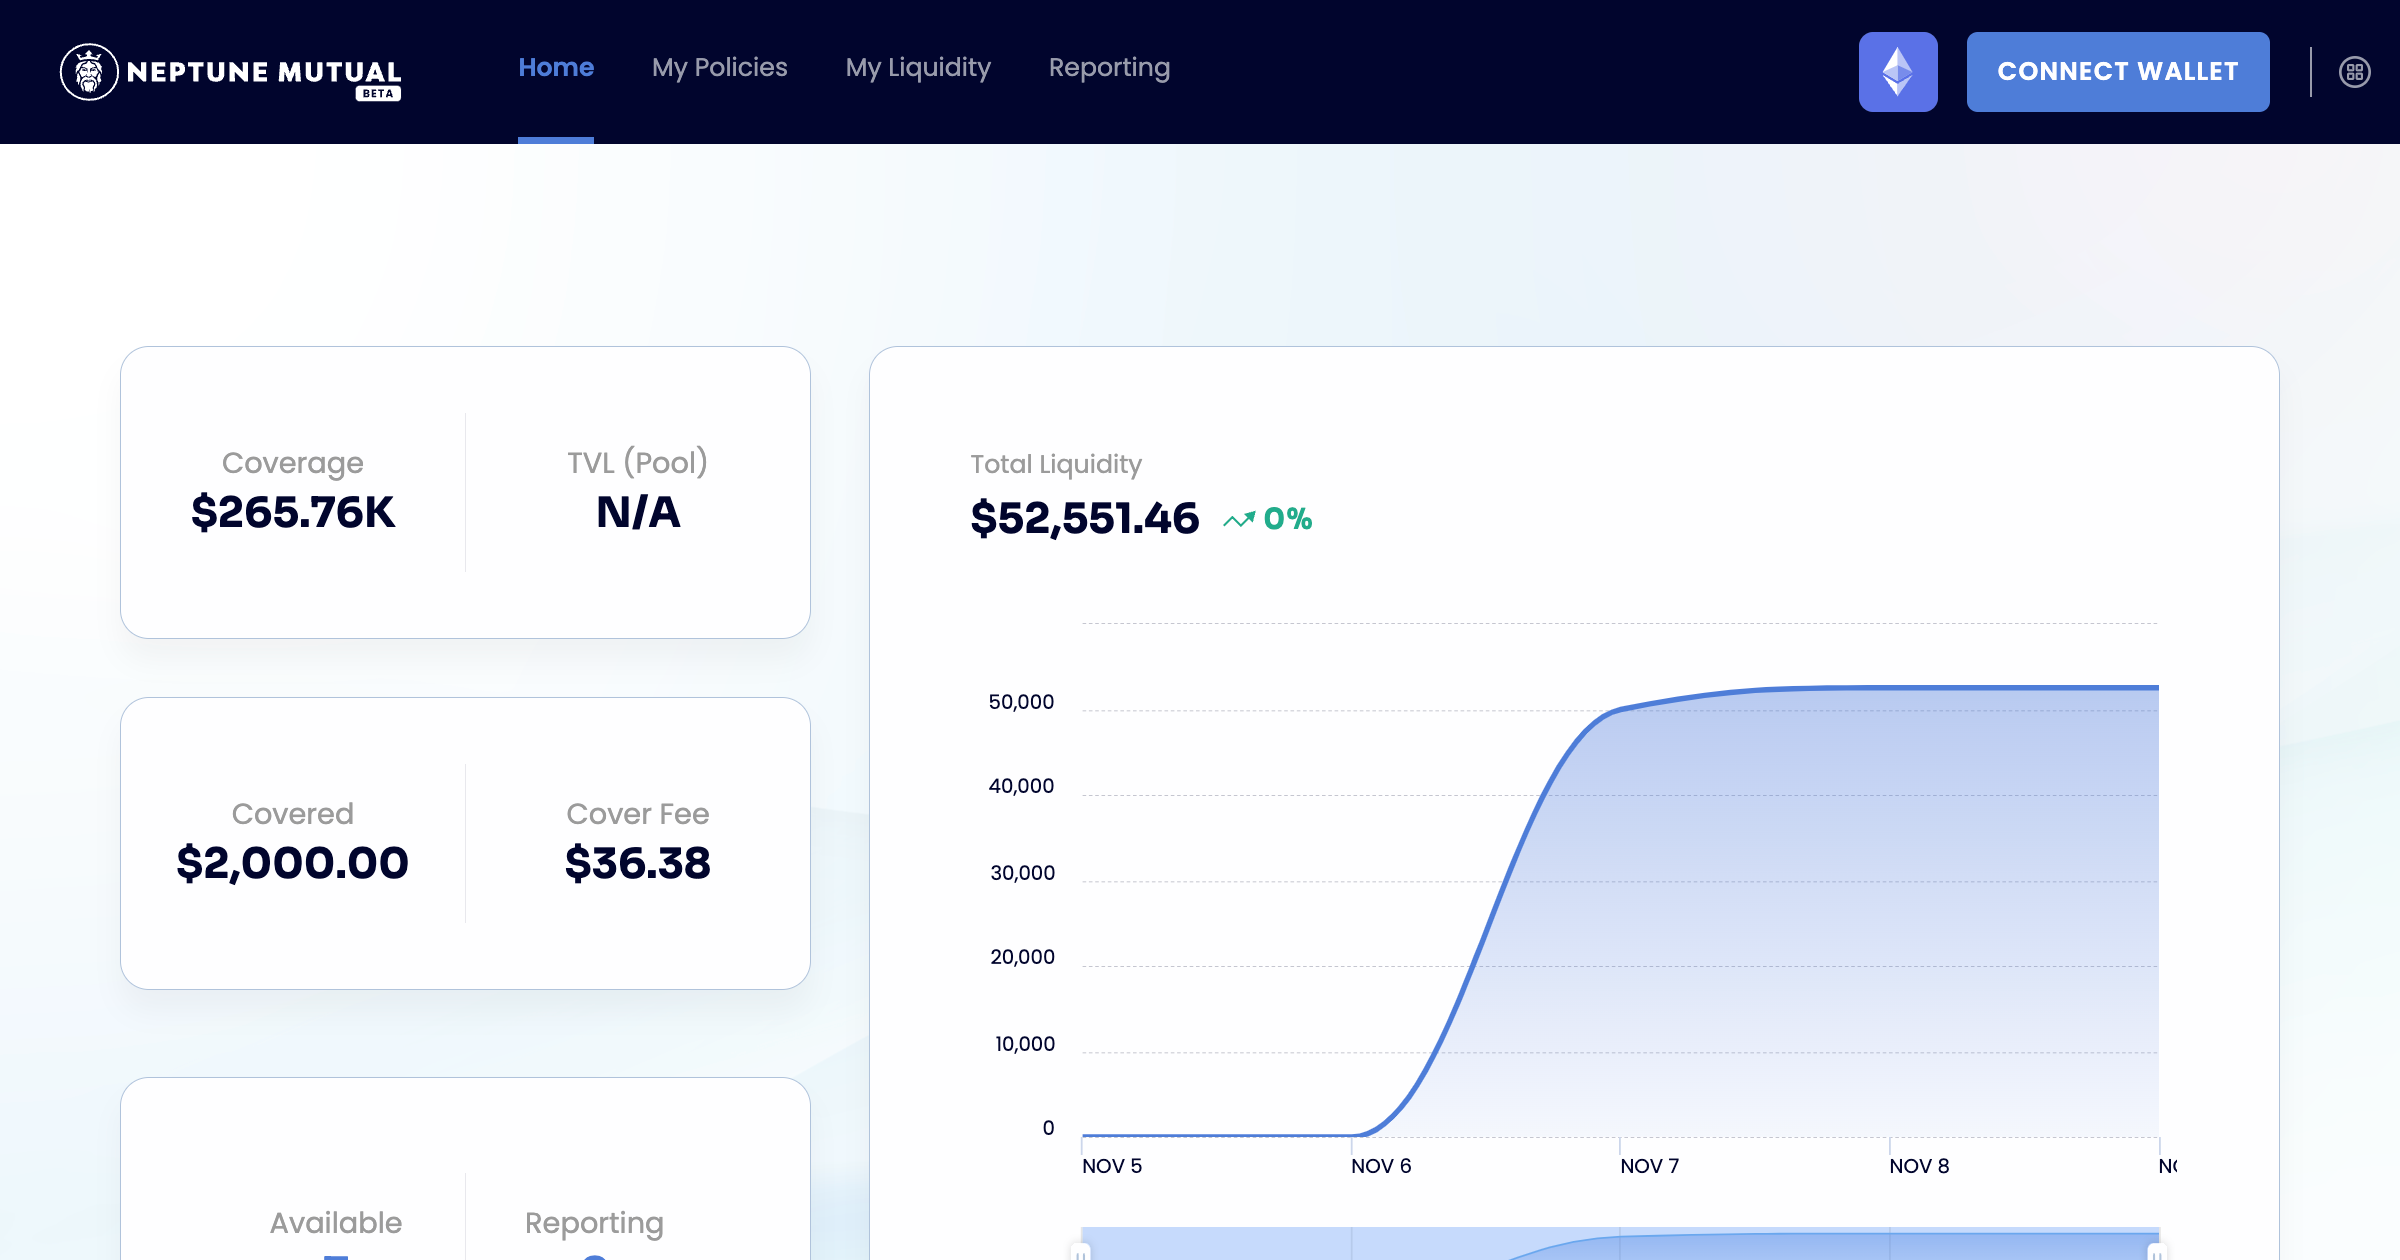 NEPTUNE MUTUAL
BETA
Home
My Policies
My Liquidity
Reporting
CONNECT WALLET
Coverage
$265.76K
TVL (Pool)
N/A
Covered
$2,000.00
Cover Fee
$36.38
Available
Reporting
Total Liquidity
$52,551.46
0%
50,000
40,000
30,000
20,000
10,000
0
NOV 5
NOV 6
NOV 7
NOV 8